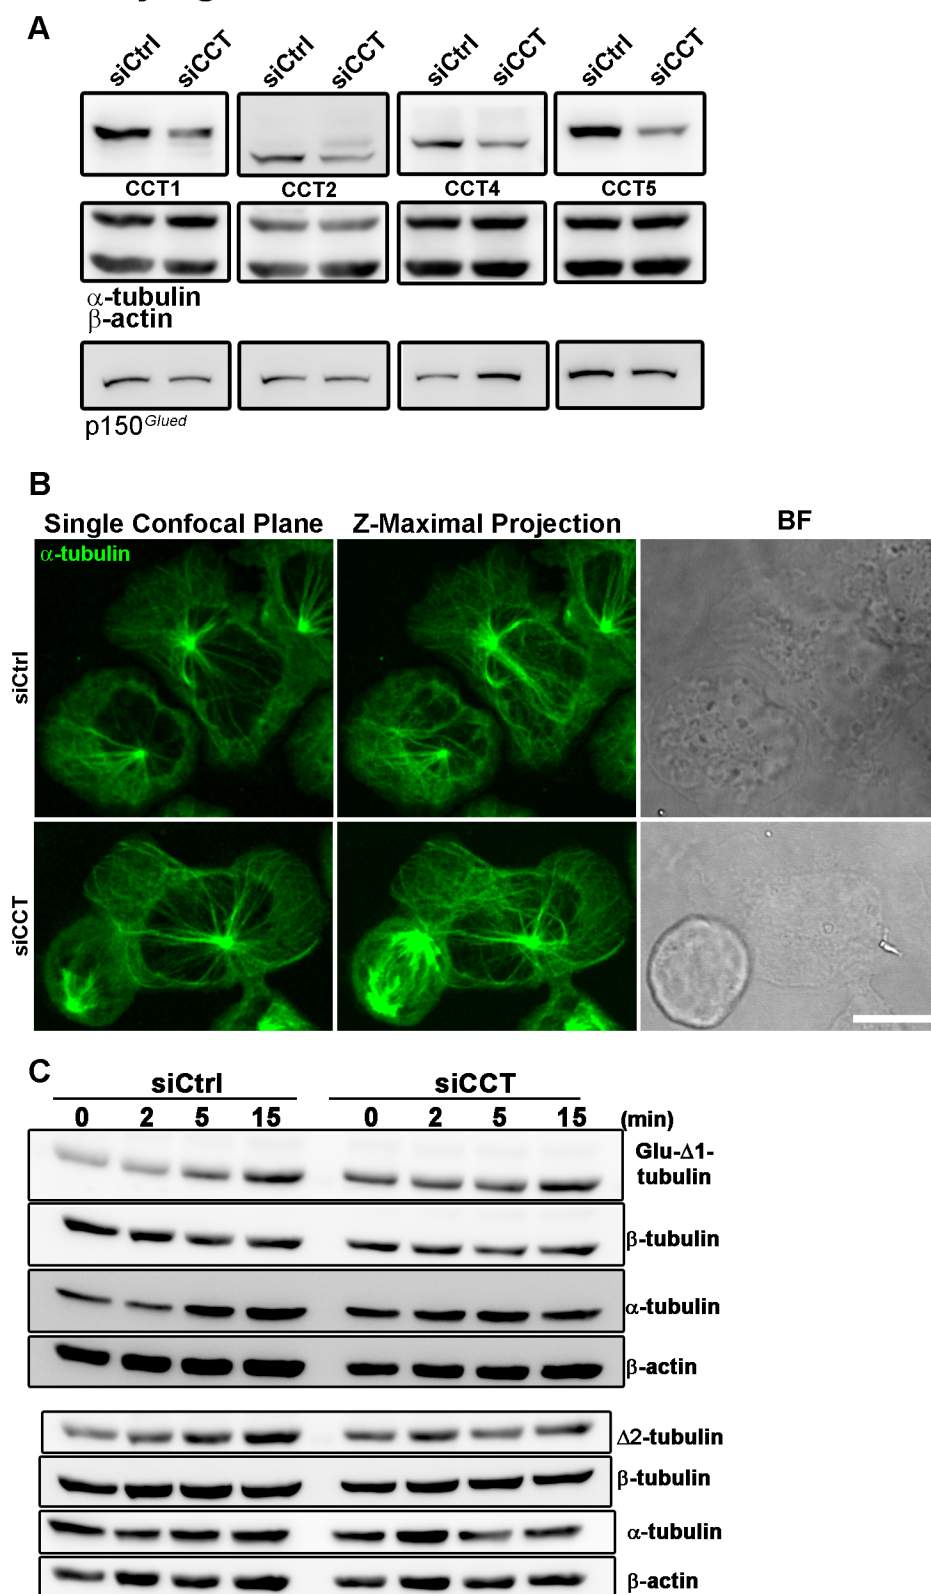 A
siCtrl siCCT siCtrl siCCT siCtrl siCCT siCtrl siCCT
CCT1 CCT2 CCT4 CCT5
α-tubulin
β-actin
p150Glued
B
Single Confocal Plane Z-Maximal Projection BF
α-tubulin
siCtrl
siCCT
C
siCtrl siCCT
0 2 5 15 0 2 5 15 (min)
Glu-Δ1-
tubulin
β-tubulin
α-tubulin
β-actin
Δ2-tubulin
β-tubulin
α-tubulin
β-actin